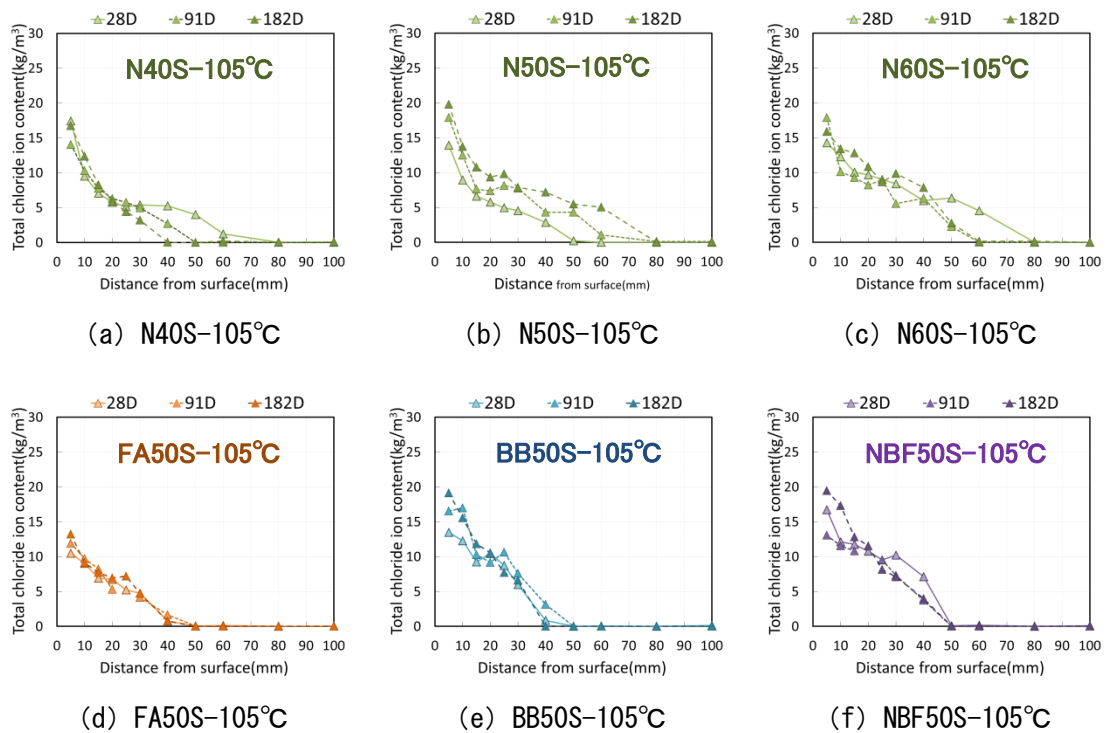 28D 91D 182D
28D 91D 182D
28D 91D 182D
Total chloride ion content(kg/m³)
30
25
20
15
10
5
0
N40S-105℃
0 10 20 30 40 50 60 70 80 90 100
Distance from surface(mm)
(a) N40S-105℃
Total chloride ion content(kg/m³)
30
25
20
15
10
5
0
N50S-105℃
0 10 20 30 40 50 60 70 80 90 100
Distance from surface(mm)
(b) N50S-105℃
Total chloride ion content(kg/m³)
30
25
20
15
10
5
0
N60S-105℃
0 10 20 30 40 50 60 70 80 90 100
Distance from surface(mm)
(c) N60S-105℃
28D 91D 182D
28D 91D 182D
28D 91D 182D
Total chloride ion content(kg/m³)
30
25
20
15
10
5
0
FA50S-105℃
0 10 20 30 40 50 60 70 80 90 100
Distance from surface(mm)
(d) FA50S-105℃
Total chloride ion content(kg/m³)
30
25
20
15
10
5
0
BB50S-105℃
0 10 20 30 40 50 60 70 80 90 100
Distance from surface(mm)
(e) BB50S-105℃
Total chloride ion content(kg/m³)
30
25
20
15
10
5
0
NBF50S-105℃
0 10 20 30 40 50 60 70 80 90 100
Distance from surface(mm)
(f) NBF50S-105℃